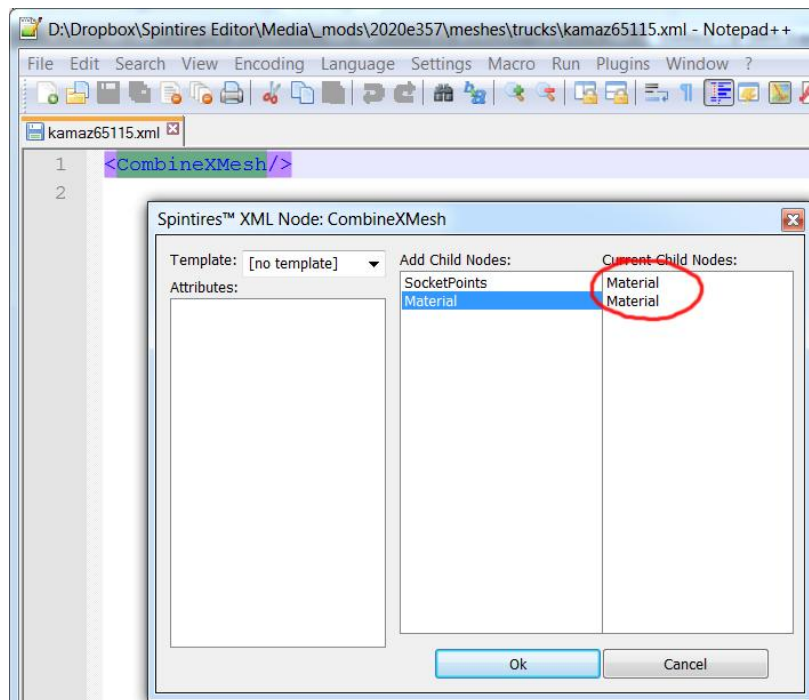 D:\Dropbox\Spintires Editor\Media\_mods\2020e357\meshes\trucks\kamaz65115.xml - Notepad++
File Edit Search View Encoding Language Settings Macro Run Plugins Window ?
kamaz65115.xml
1 <CombineXMesh/>
2
Spintires™ XML Node: CombineXMesh
Template: [no template] Add Child Nodes: Current Child Nodes:
Attributes: SocketPoints Material
Material Material
Ok Cancel